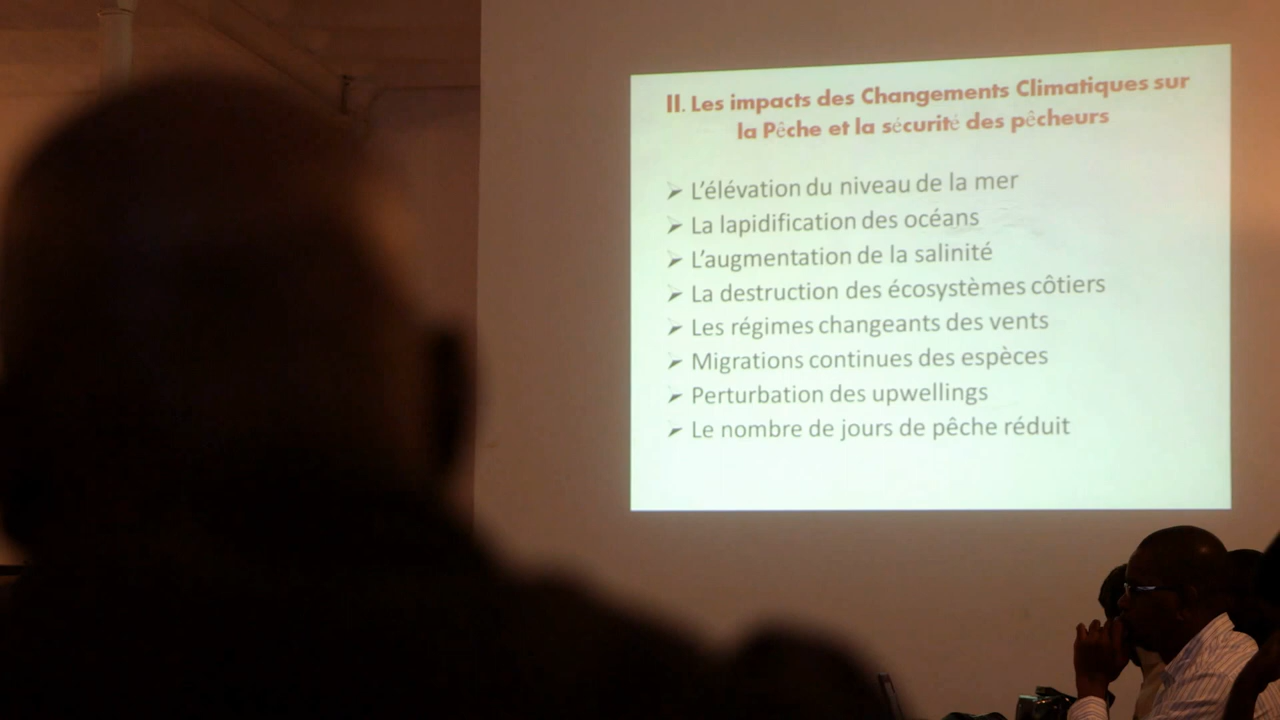 II. Les impacts des Changements Climatiques sur
la Pêche et la sécurité des pêcheurs
➤ L'élévation du niveau de la mer
➤ La lapidification des océans
➤ L'augmentation de la salinité
➤ La destruction des écosystèmes côtiers
➤ Les régimes changeants des vents
➤ Migrations continues des espèces
➤ Perturbation des upwellings
➤ Le nombre de jours de pêche réduit